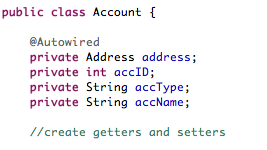 public class Account {
@Autowired
private Address address;
private int accID;
private String accType;
private String accName;
//create getters and setters